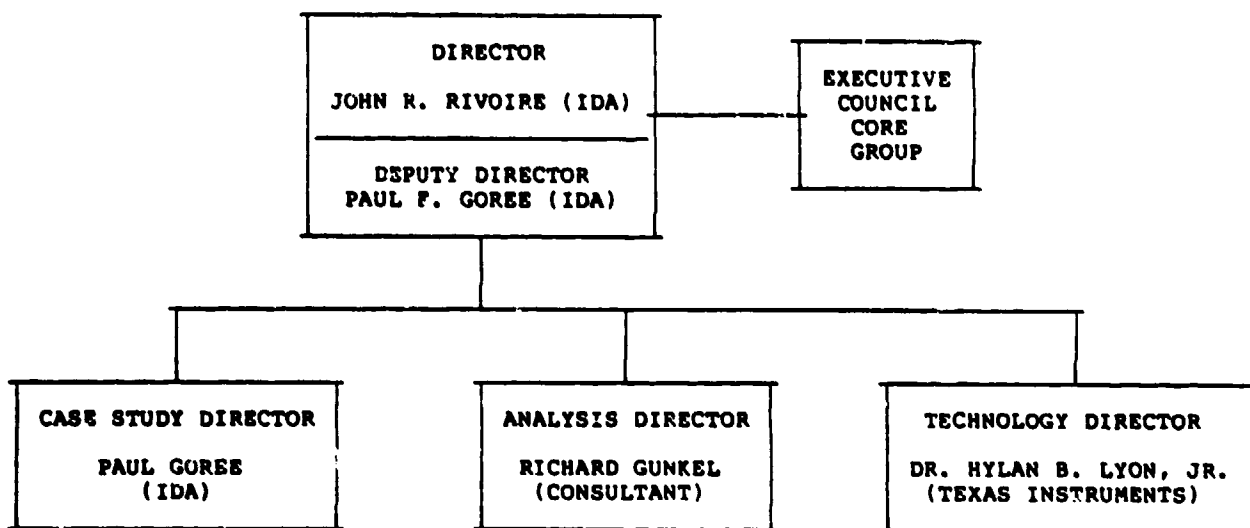 DIRECTOR
JOHN R. RIVOIRE (IDA)
DEPUTY DIRECTOR
PAUL F. GOREE (IDA)
EXECUTIVE
COUNCIL
CORE
GROUP
CASE STUDY DIRECTOR
PAUL GOREE
(IDA)
ANALYSIS DIRECTOR
RICHARD GUNKEL
(CONSULTANT)
TECHNOLOGY DIRECTOR
DR. HYLAN B. LYON, JR.
(TEXAS INSTRUMENTS)